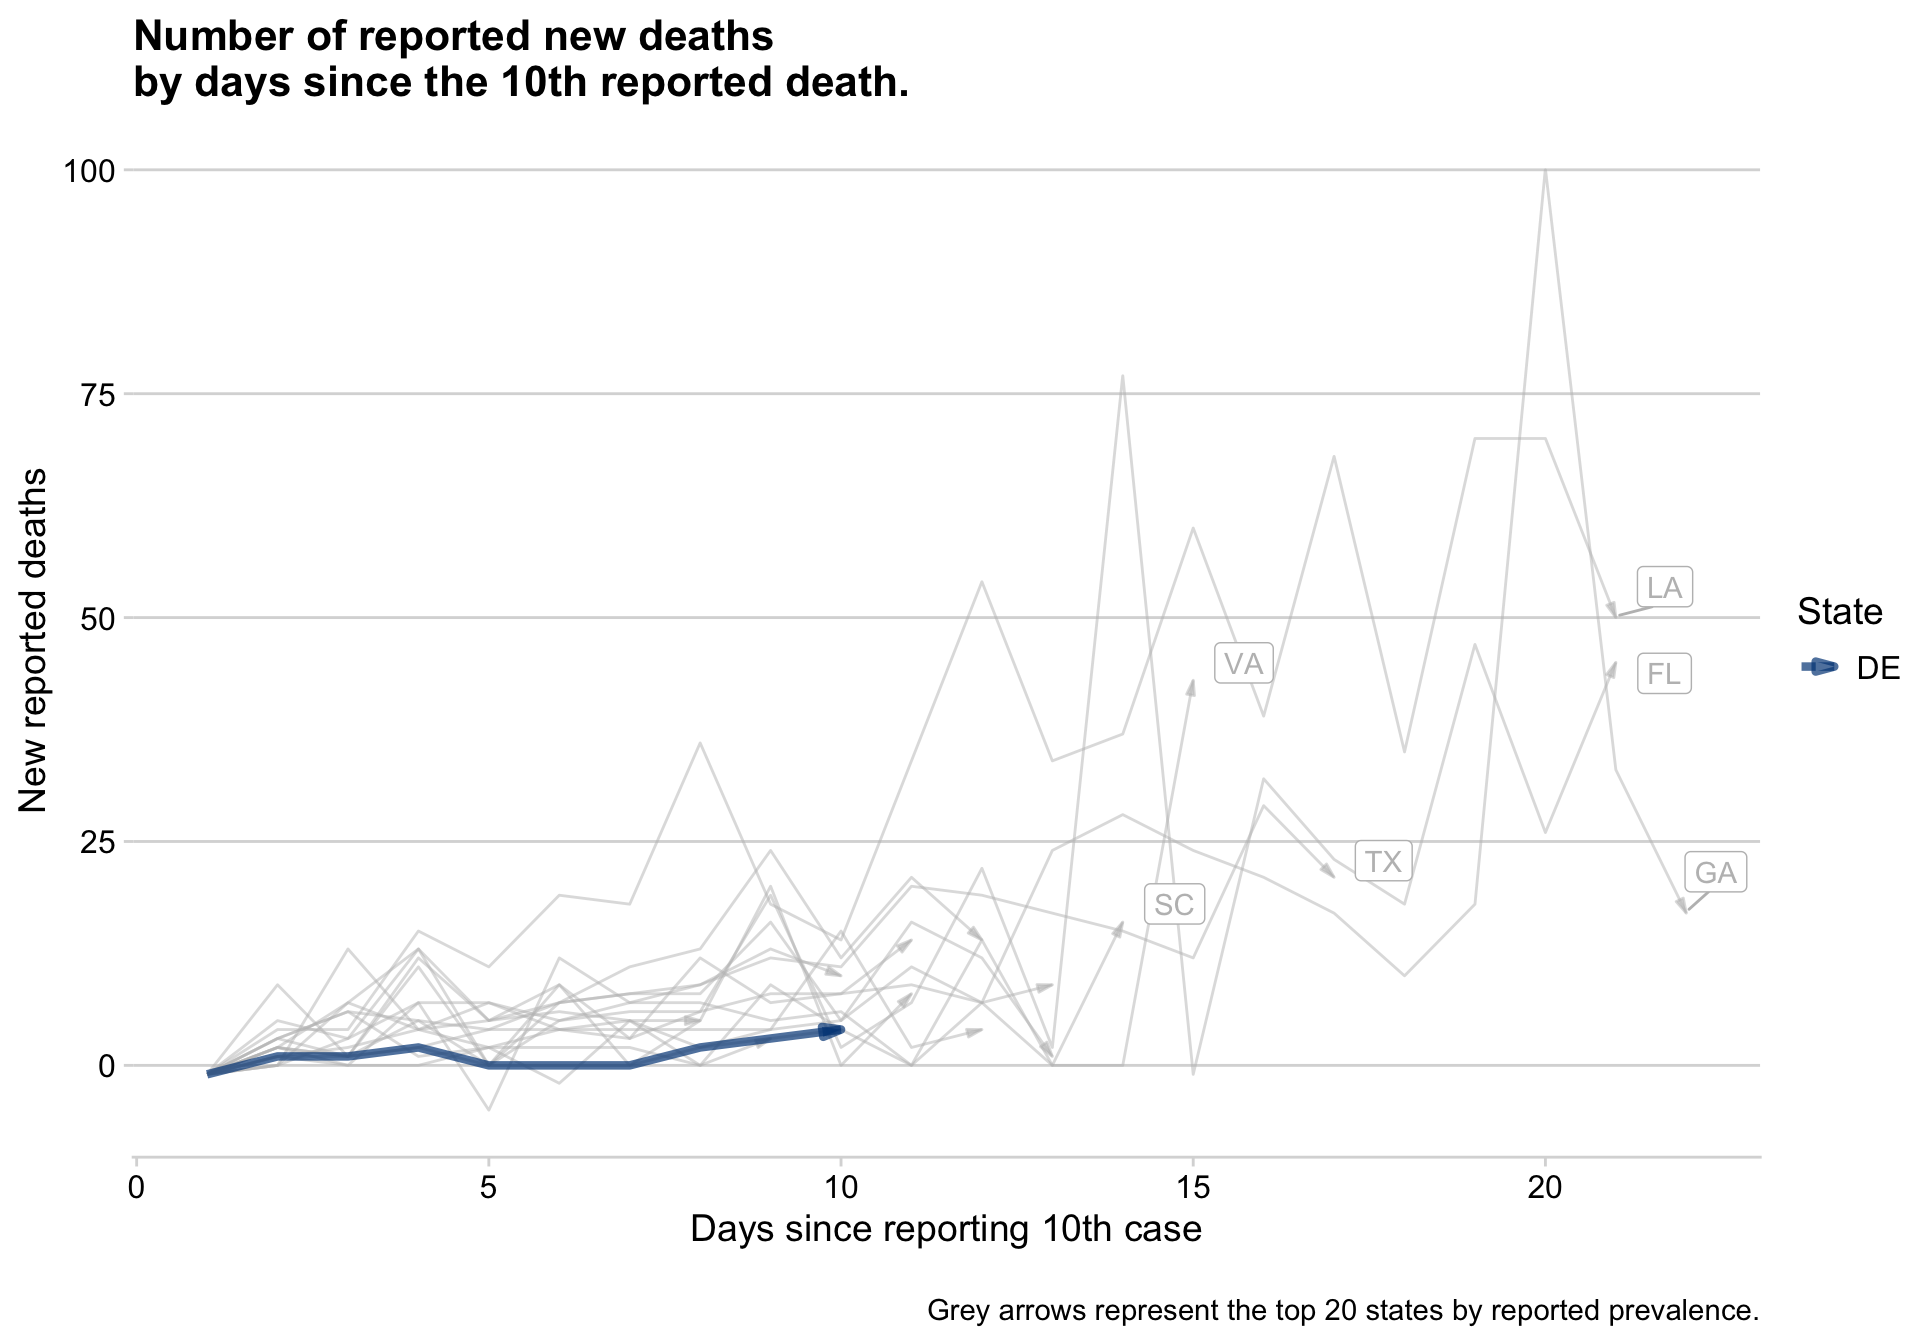 Number of reported new deaths
by days since the 10th reported death.
100
75
50
25
0
New reported deaths
LA
FL
VA
TX
GA
SC
State
DE
0
5
10
15
20
Days since reporting 10th case
Grey arrows represent the top 20 states by reported prevalence.